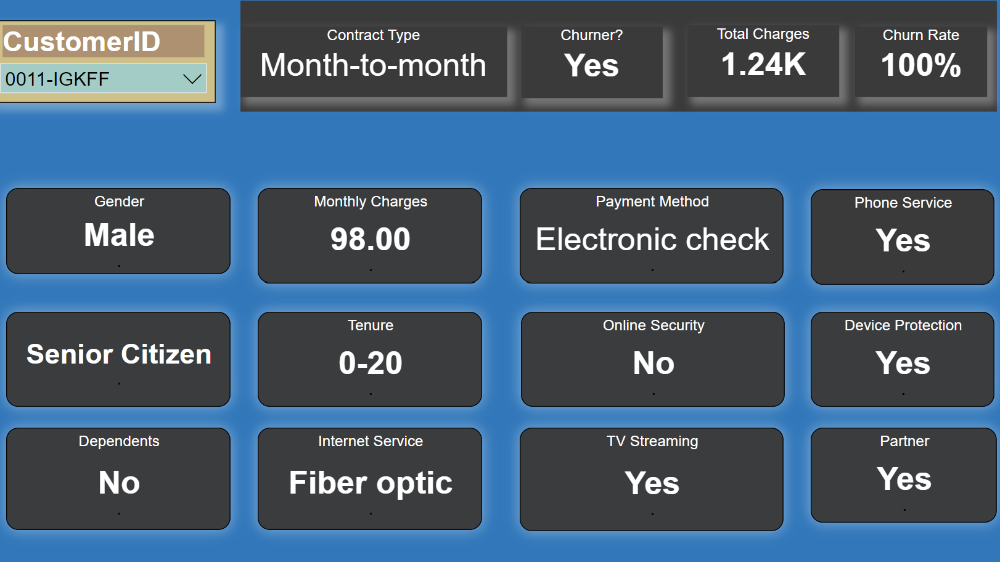 CustomerID
0011-IGKFF
Contract Type
Month-to-month
Churner?
Yes
Total Charges
1.24K
Churn Rate
100%
Gender
Male
.
Monthly Charges
98.00
.
Payment Method
Electronic check
.
Phone Service
Yes
.
Senior Citizen
.
Tenure
0-20
.
Online Security
No
.
Device Protection
Yes
.
Dependents
No
.
Internet Service
Fiber optic
.
TV Streaming
Yes
.
Partner
Yes
.